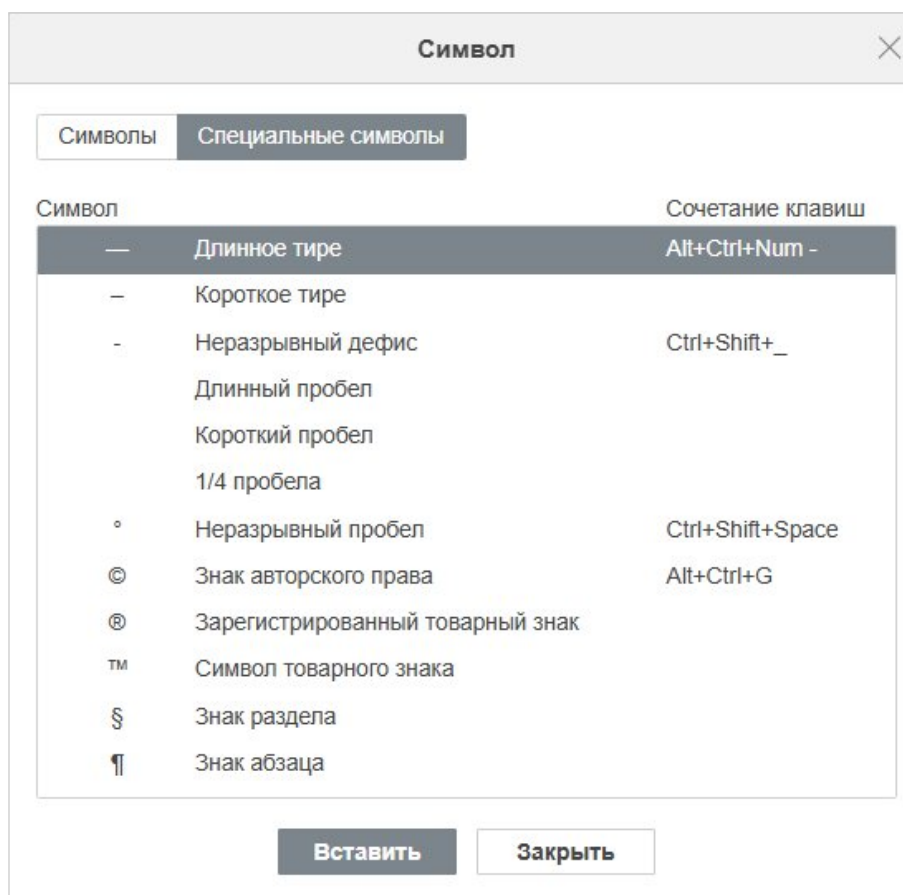 Символ
Символы Специальные символы
Символ Сочетание клавиш
— Длинное тире Alt+Ctrl+Num -
– Короткое тире
- Неразрывный дефис Ctrl+Shift+_
Длинный пробел
Короткий пробел
1/4 пробела
° Неразрывный пробел Ctrl+Shift+Space
© Знак авторского права Alt+Ctrl+G
® Зарегистрированный товарный знак
™ Символ товарного знака
§ Знак раздела
¶ Знак абзаца
Вставить Закрыть